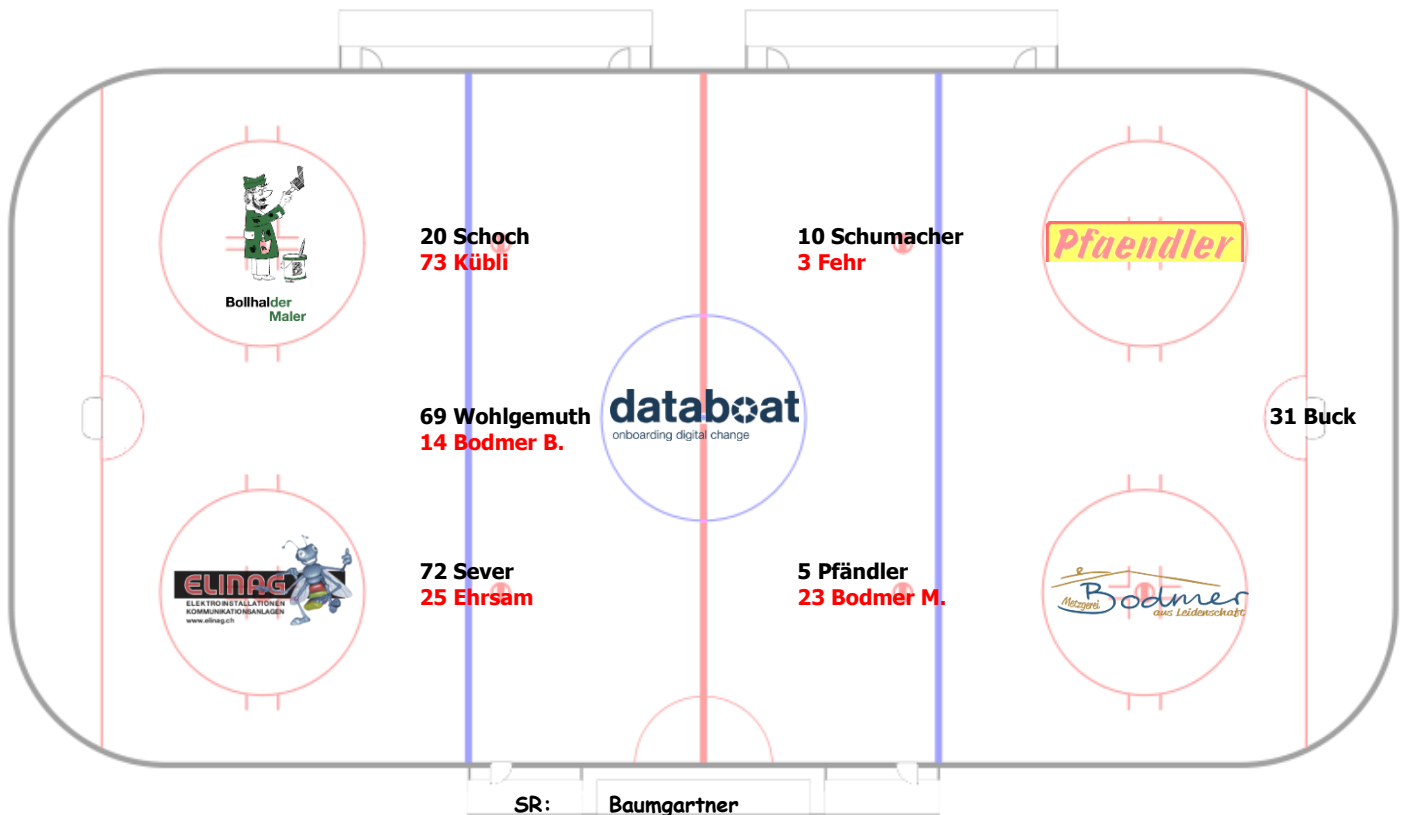 20 Schoch
73 Kübli
10 Schumacher
3 Fehr
Pfaendler
Bollhalder
Maler
69 Wohlgemuth
14 Bodmer B.
databoat
onboarding digital change
31 Buck
72 Sever
25 Ehrsam
5 Pfändler
23 Bodmer M.
ELINAG
ELEKTROINSTALLATIONEN
KOMMUNIKATIONSANLAGEN
www.elinag.ch
Metzgerei Bodmer
aus Leidenschaft
SR: Baumgartner